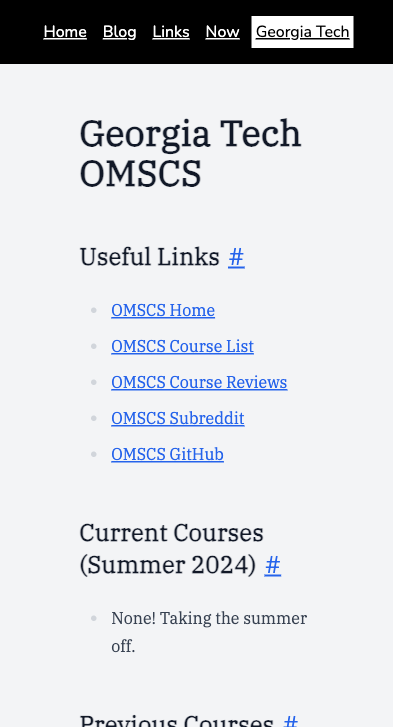 Home Blog Links Now Georgia Tech
Georgia Tech
OMSCS
Useful Links #
OMSCS Home
OMSCS Course List
OMSCS Course Reviews
OMSCS Subreddit
OMSCS GitHub
Current Courses
(Summer 2024) #
None! Taking the summer
off.
Previous Courses #